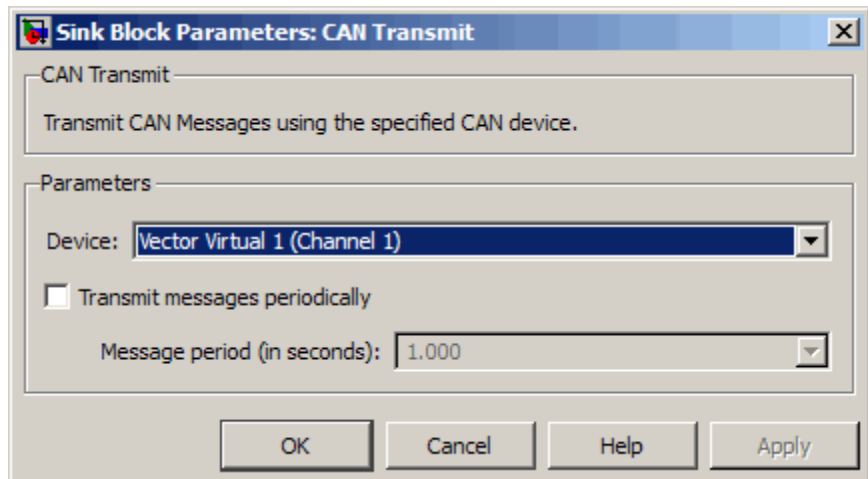 Sink Block Parameters: CAN Transmit
CAN Transmit
Transmit CAN Messages using the specified CAN device.
Parameters
Device: Vector Virtual 1 (Channel 1)
Transmit messages periodically
Message period (in seconds): 1.000
OK Cancel Help Apply